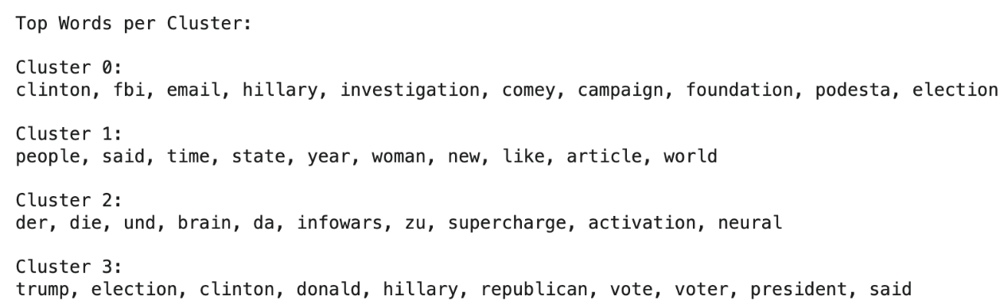 Top Words per Cluster:
Cluster 0:
clinton, fbi, email, hillary, investigation, comey, campaign, foundation, podesta, election
Cluster 1:
people, said, time, state, year, woman, new, like, article, world
Cluster 2:
der, die, und, brain, da, infowars, zu, supercharge, activation, neural
Cluster 3:
trump, election, clinton, donald, hillary, republican, vote, voter, president, said